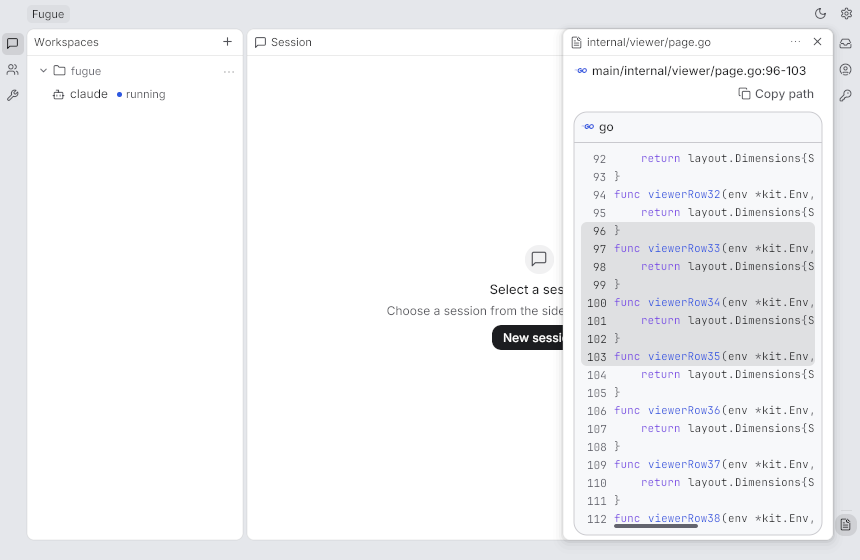 Fugue
Workspaces
fugue
claude
running
Session
Select a ses
Choose a session from the side
New sessi
internal/viewer/page.go
main/internal/viewer/page.go:96-103
Copy path
go
92 return layout.Dimensions{S
93 }
94 func viewerRow32(env *kit.Env,
95 return layout.Dimensions{S
96 }
97 func viewerRow33(env *kit.Env,
98 return layout.Dimensions{S
99 }
100 func viewerRow34(env *kit.Env,
101 return layout.Dimensions{S
102 }
103 func viewerRow35(env *kit.Env,
104 return layout.Dimensions{S
105 }
106 func viewerRow36(env *kit.Env,
107 return layout.Dimensions{S
108 }
109 func viewerRow37(env *kit.Env,
110 return layout.Dimensions{S
111 }
112 func viewerRow38(env *kit.Env,